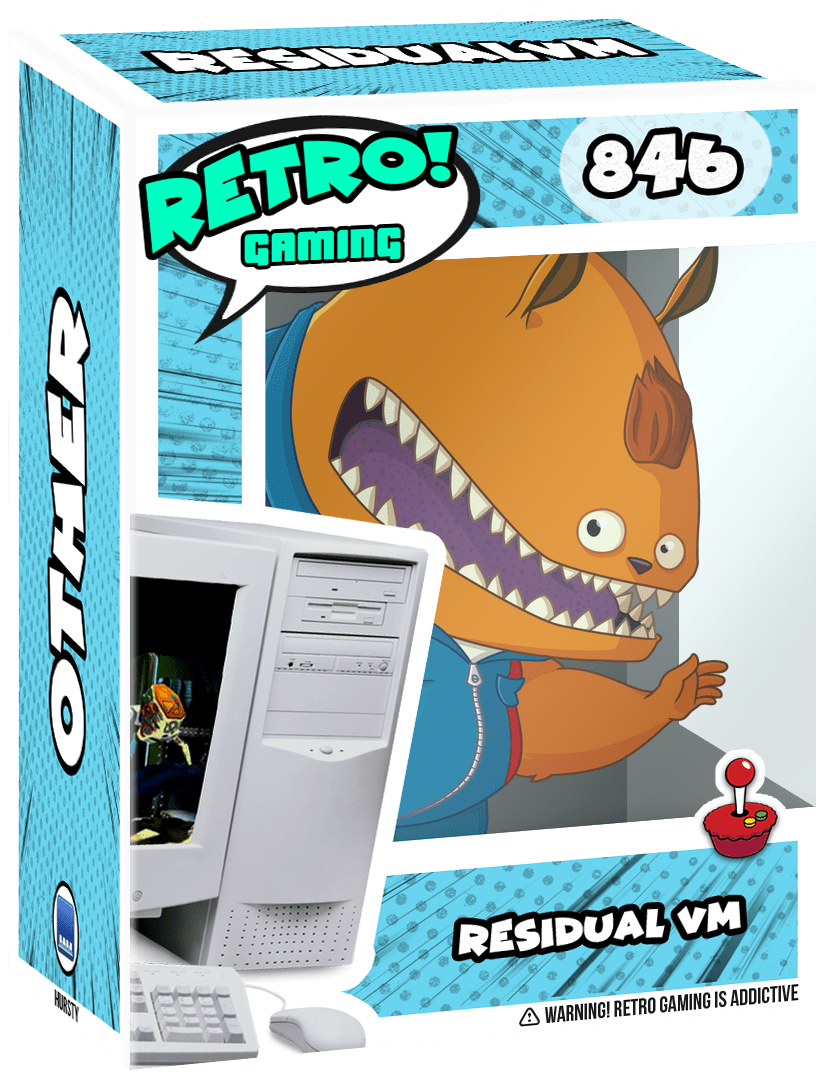 RESIDUALVM
RETRO!
GAMING
846
OTHER
RESIDUAL VM
HURSTY
⚠ WARNING! RETRO GAMING IS ADDICTIVE